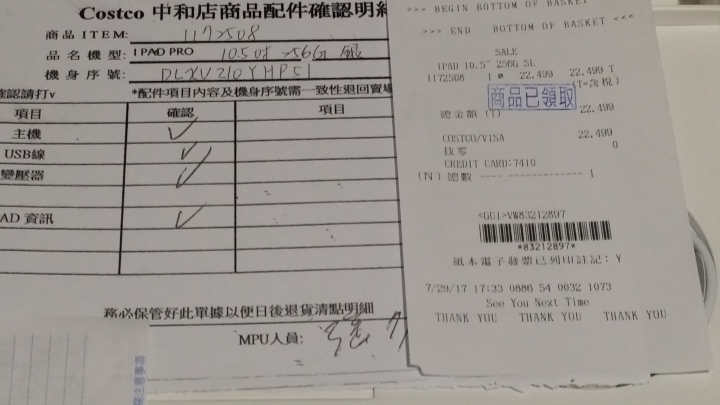 Costco 中和店商品配件確認明細
商品ITEM: 1172508
品名機型: IPAD PRO 10.5吋 256G 銀
機身序號:
確認請打v *配件項目內容及機身序號需一致性退回賣場
項目 確認 項目
主機
USB線
變壓器
AD 資訊
務必保管好此單據以便日後退貨清點明細
MPU人員:
>>> BEGIN BOTTOM OF BASKET
>>> END BOTTOM OF BASKET <<<
SALE
IPAD 10.5" 256G SL
1172508 1 @ 22,499 22,499 T
(T=含稅)
商品已領取
總金額 (T) 22,499
COSTCO/VISA 22,499
找零 0
CREDIT CARD:7410
(N) 總數 ---- ------------- 1
<GUI>VW83212897
*83212897*
紙本電子發票已列印註記: Y
7/29/17 17:33 0886 54 0032 1073
See You Next Time
THANK YOU THANK YOU THANK YOU